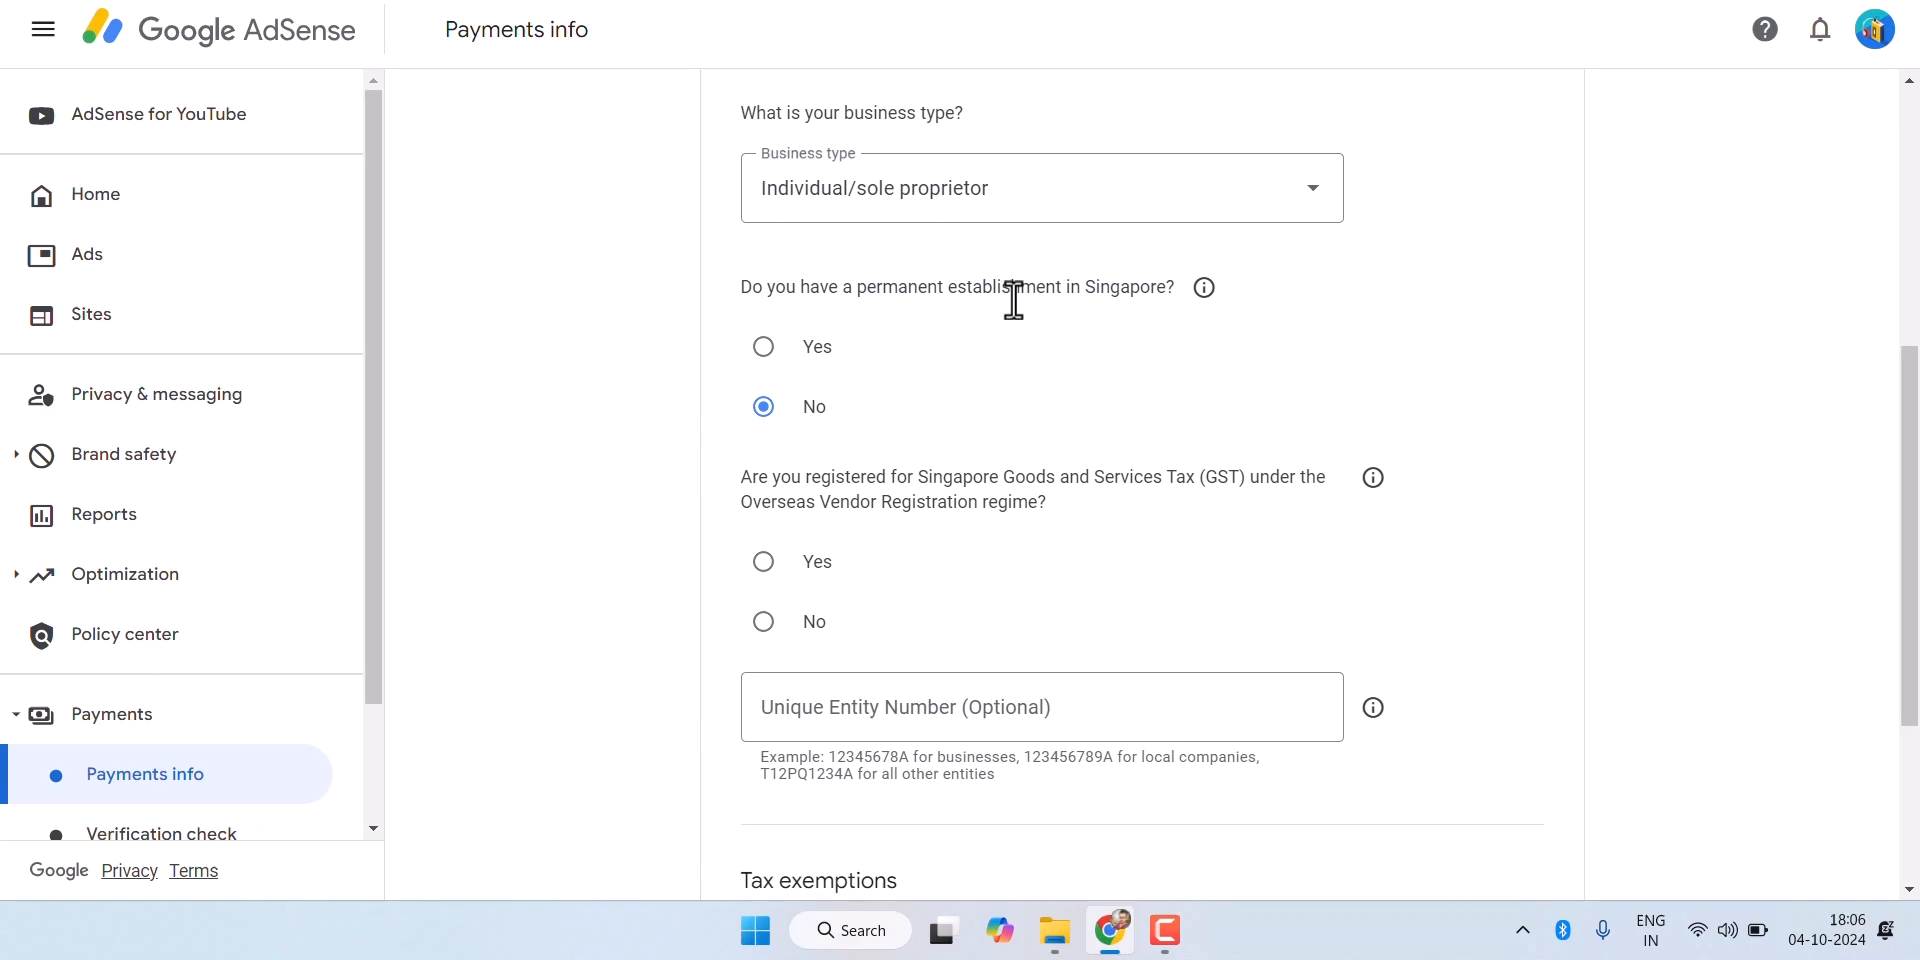 Google AdSense
Payments info
AdSense for YouTube
Home
Ads
Sites
Privacy & messaging
Brand safety
Reports
Optimization
Policy center
Payments
Payments info
Verification check
Google Privacy Terms
What is your business type?
Business type
Individual/sole proprietor
Do you have a permanent establishment in Singapore?
Yes
No
Are you registered for Singapore Goods and Services Tax (GST) under the
Overseas Vendor Registration regime?
Yes
No
Unique Entity Number (Optional)
Example: 12345678A for businesses, 123456789A for local companies,
T12PQ1234A for all other entities
Tax exemptions
Search
ENG
IN
18:06
04-10-2024